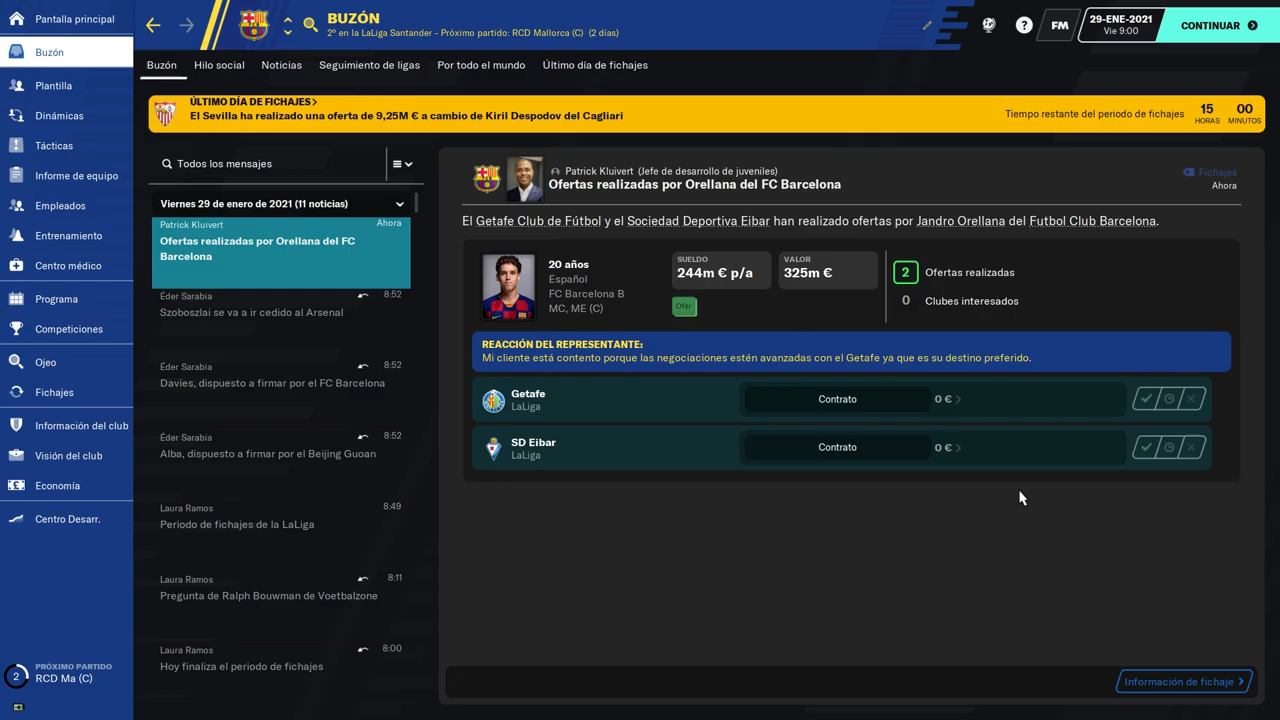 Pantalla principal
Buzón
Plantilla
Dinámicas
Tácticas
Informe de equipo
Empleados
Entrenamiento
Centro médico
Programa
Competiciones
Ojeo
Fichajes
Información del club
Visión del club
Economía
Centro Desarr.
PRÓXIMO PARTIDO
2
RCD Ma (C)
BUZÓN
2º en la LaLiga Santander - Próximo partido: RCD Mallorca (C) (2 días)
?
FM
29-ENE-2021
Vie 9:00
CONTINUAR
Buzón
Hilo social
Noticias
Seguimiento de ligas
Por todo el mundo
Último día de fichajes
ÚLTIMO DÍA DE FICHAJES>
El Sevilla ha realizado una oferta de 9,25M € a cambio de Kiril Despodov del Cagliari
Tiempo restante del periodo de fichajes
15
HORAS
00
MINUTOS
Todos los mensajes
Viernes 29 de enero de 2021 (11 noticias)
Patrick Kluivert
Ahora
Ofertas realizadas por Orellana del FC
Barcelona
Éder Sarabia
8:52
Szoboszlai se va a ir cedido al Arsenal
Éder Sarabia
8:52
Davies, dispuesto a firmar por el FC Barcelona
Éder Sarabia
8:52
Alba, dispuesto a firmar por el Beijing Guoan
Laura Ramos
8:49
Periodo de fichajes de la LaLiga
Laura Ramos
8:11
Pregunta de Ralph Bouwman de Voetbalzone
Laura Ramos
8:00
Hoy finaliza el periodo de fichajes
Patrick Kluivert (Jefe de desarrollo de juveniles)
Ofertas realizadas por Orellana del FC Barcelona
Fichajes
Ahora
El Getafe Club de Fútbol y el Sociedad Deportiva Eibar han realizado ofertas por Jandro Orellana del Futbol Club Barcelona.
20 años
Español
FC Barcelona B
MC, ME (C)
SUELDO
244m € p/a
VALOR
325m €
Ofer
2
Ofertas realizadas
0
Clubes interesados
REACCIÓN DEL REPRESENTANTE:
Mi cliente está contento porque las negociaciones estén avanzadas con el Getafe ya que es su destino preferido.
Getafe
LaLiga
Contrato
0 €
SD Eibar
LaLiga
Contrato
0 €
Información de fichaje